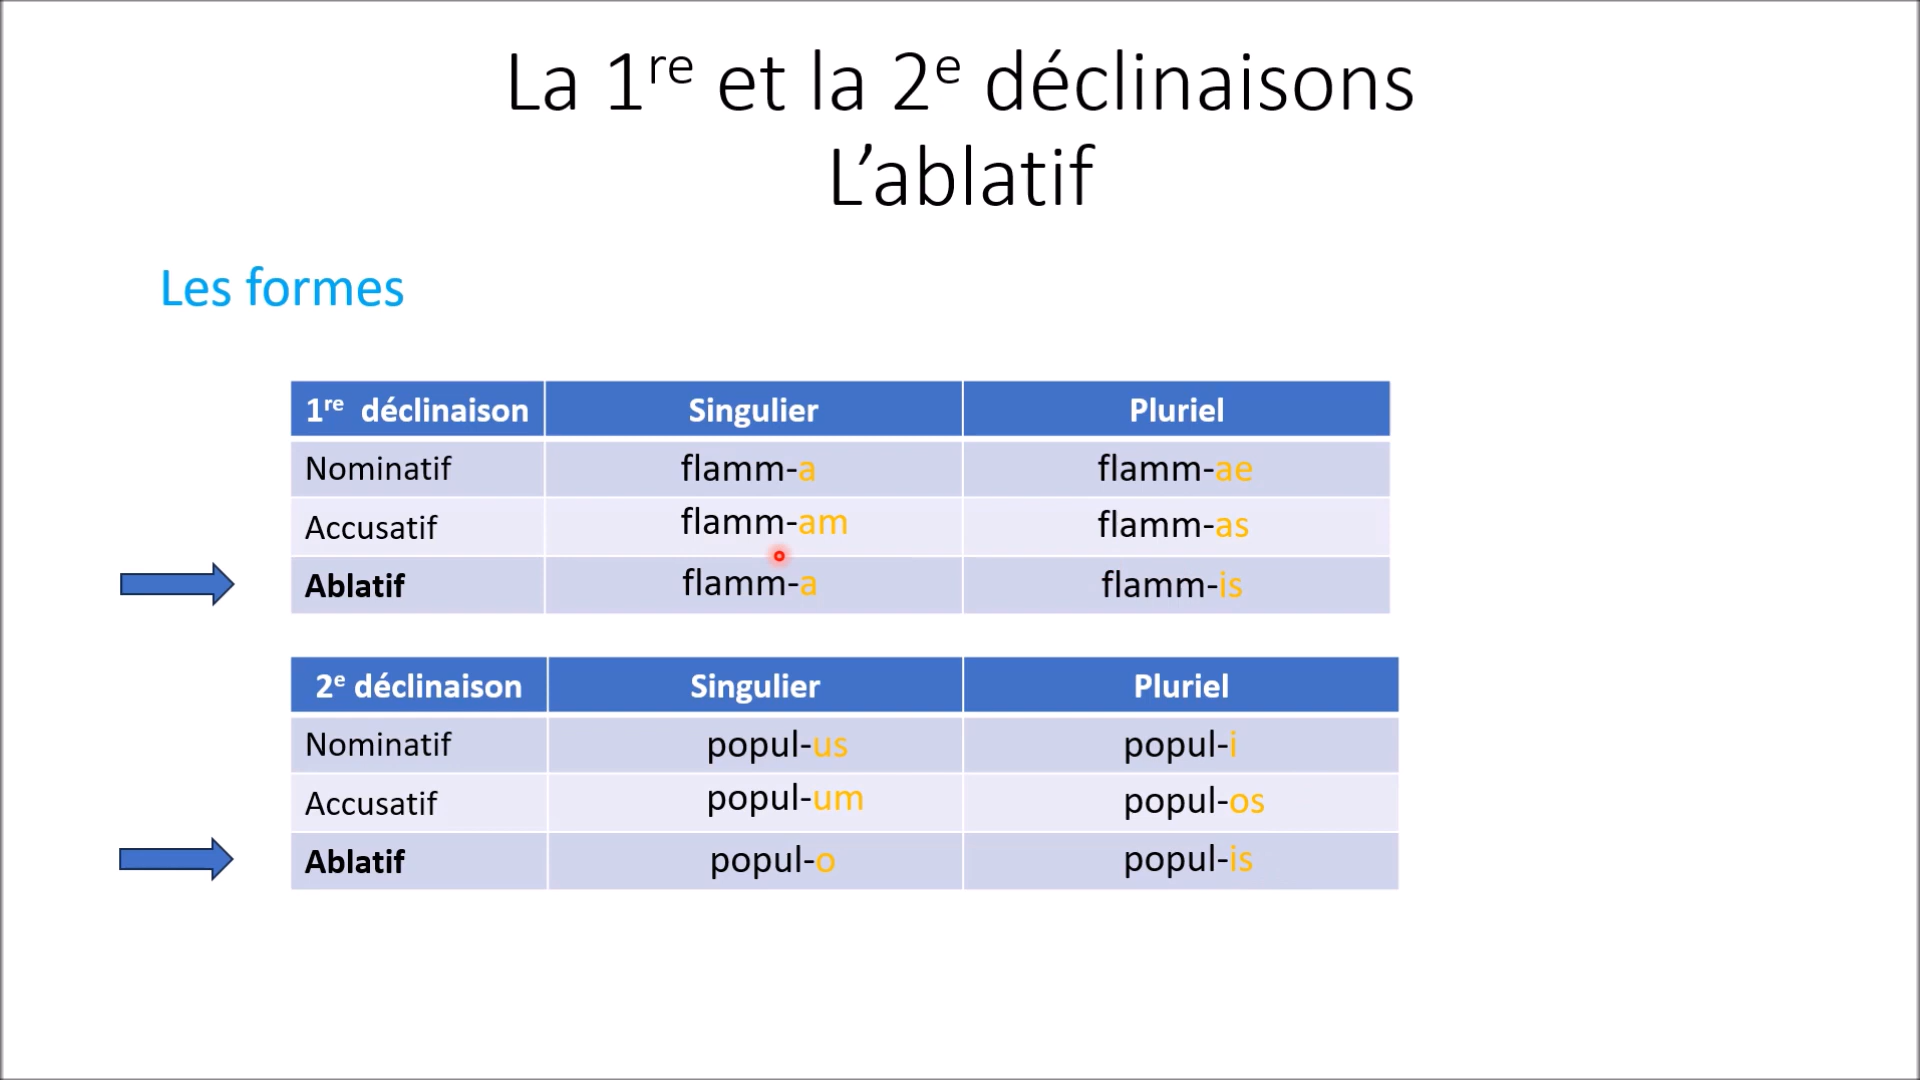 La 1re et la 2e déclinaisons
L’ablatif
Les formes
1re déclinaison Singulier Pluriel
Nominatif flamm-a flamm-ae
Accusatif flamm-am flamm-as
Ablatif flamm-a flamm-is
2e déclinaison Singulier Pluriel
Nominatif popul-us popul-i
Accusatif popul-um popul-os
Ablatif popul-o popul-is